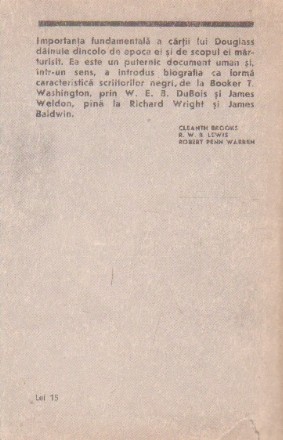 Importanța fundamentală a cărții lui Douglass
dăinuie dincolo de epoca ei și de scopul ei măr-
turisit. Ea este un puternic document uman și,
într-un sens, a introdus biografia ca formă
caracteristică scriitorilor negri, de la Booker T.
Washington, prin W. E. B. DuBois și James
Weldon, pînă la Richard Wright și James
Baldwin.
CLEANTH BROOKS
R. W. B. LEWIS
ROBERT PENN WARREN
Lei 15